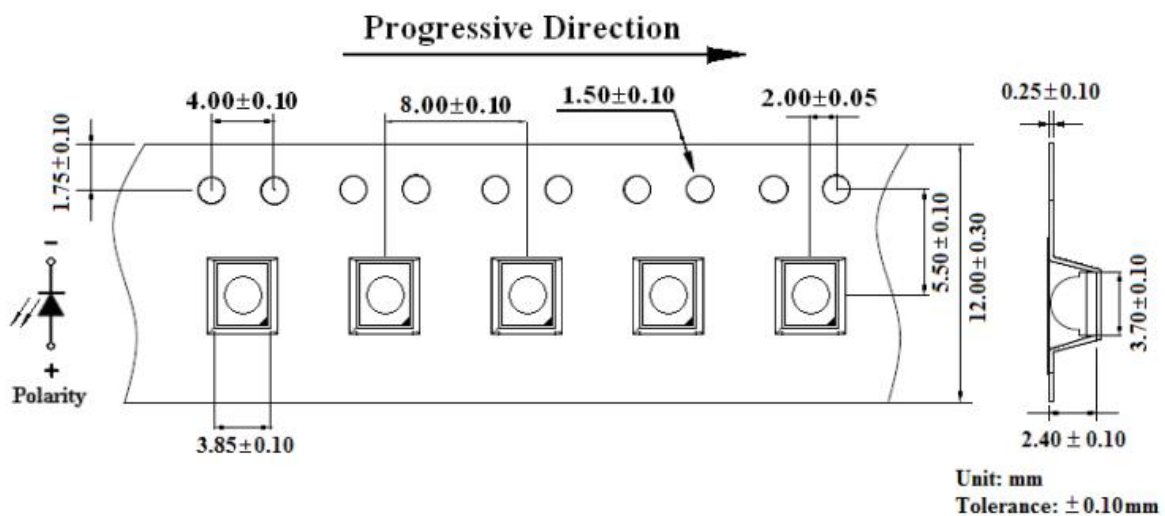 Progressive Direction
4.00±0.10
8.00±0.10
1.50±0.10
2.00±0.05
0.25±0.10
1.75±0.10
5.50±0.10
12.00±0.30
3.70±0.10
-
+
Polarity
3.85±0.10
2.40 ± 0.10
Unit: mm
Tolerance: ±0.10mm